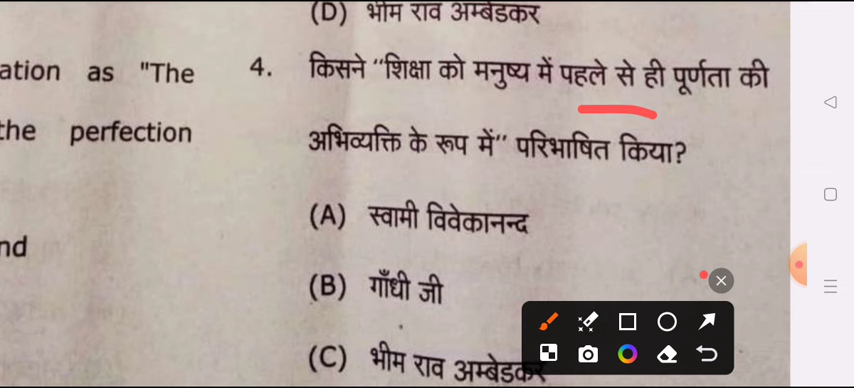 (D) भीम राव अम्बेडकर
ation as "The
4. किसने "शिक्षा को मनुष्य में पहले से ही पूर्णता की
the perfection
अभिव्यक्ति के रूप में" परिभाषित किया?
(A) स्वामी विवेकानन्द
nd
(B) गाँधी जी
(C) भीम राव अम्बेडकर